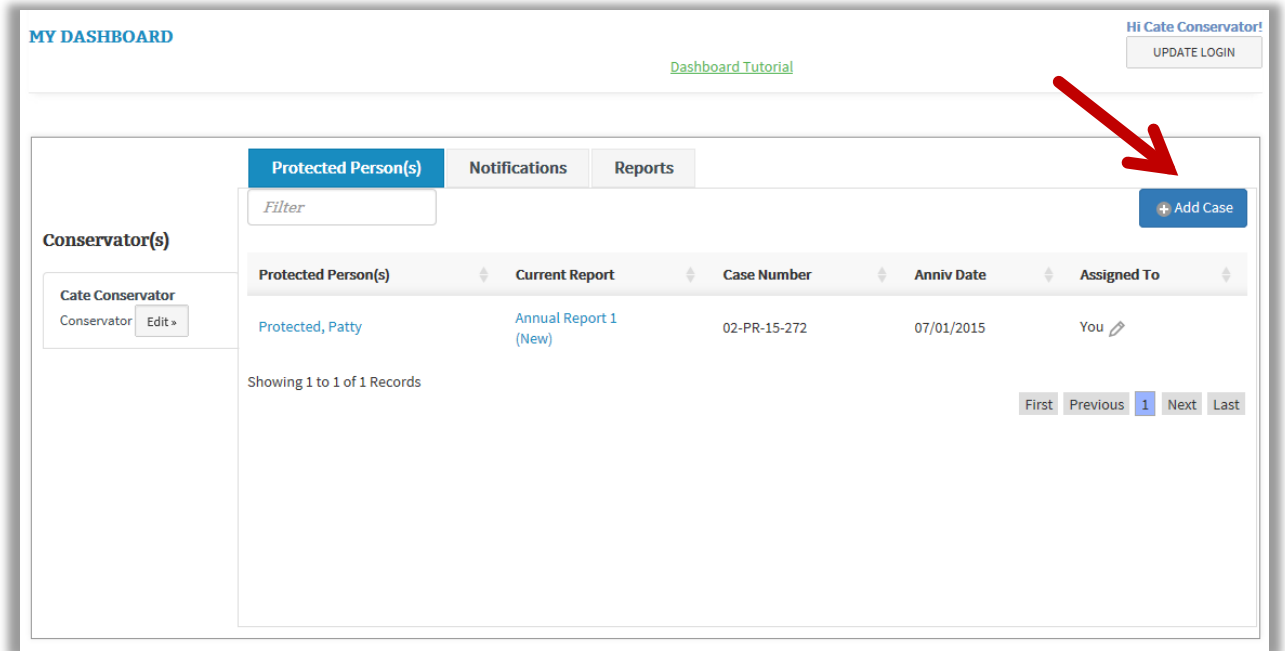 MY DASHBOARD
Hi Cate Conservator!
UPDATE LOGIN
Dashboard Tutorial
Protected Person(s) Notifications Reports
Filter
Add Case
Conservator(s)
Cate Conservator
Conservator Edit »
Protected Person(s) Current Report Case Number Anniv Date Assigned To
Protected, Patty Annual Report 1 (New) 02-PR-15-272 07/01/2015 You
Showing 1 to 1 of 1 Records
First Previous 1 Next Last